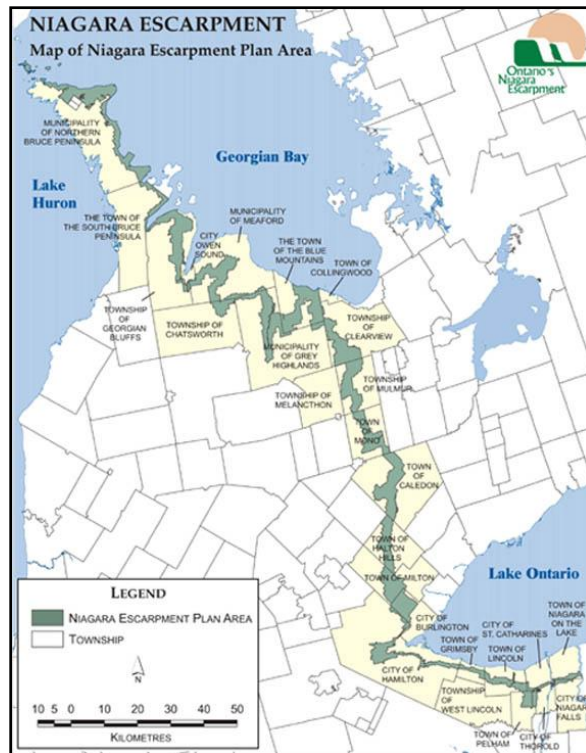 NIAGARA ESCARPMENT
Map of Niagara Escarpment Plan Area
Ontario's
Niagara
Escarpment
MUNICIPALITY
OF NORTHERN
BRUCE PENINSULA
Georgian Bay
Lake
Huron
THE TOWN OF
THE SOUTH BRUCE
PENINSULA
CITY
OWEN
SOUND
MUNICIPALITY
OF MEAFORD
THE TOWN
OF THE BLUE
MOUNTAINS
TOWN OF
COLLINGWOOD
TOWNSHIP
OF
GEORGIAN
BLUFFS
TOWNSHIP OF
CHATSWORTH
TOWNSHIP
OF
CLEARVIEW
MUNICIPALITY
OF GREY
HIGHLANDS
TOWNSHIP OF
MELANCTHON
TOWNSHIP
OF MULMUR
TOWN
OF
MONO
TOWN
OF
CALEDON
TOWN OF
HALTON
HILLS
TOWN OF MILTON
Lake Ontario
CITY OF
BURLINGTON
CITY OF
HAMILTON
TOWN OF
GRIMSBY
TOWN OF
LINCOLN
CITY OF
ST. CATHARINES
TOWN OF
NIAGARA
ON THE
LAKE
TOWNSHIP
OF
WEST LINCOLN
TOWN OF
PELHAM
CITY OF
THOROLD
CITY OF
NIAGARA
FALLS
LEGEND
NIAGARA ESCARPMENT PLAN AREA
TOWNSHIP
N
10 5 0 10 20 30 40 50
KILOMETRES